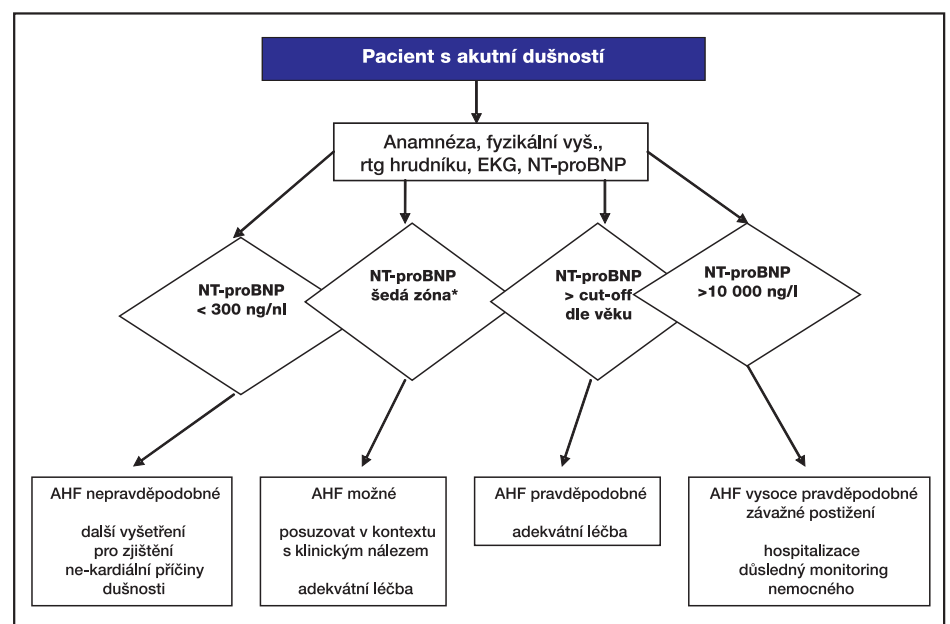 Pacient s akutní dušností
Anamnéza, fyzikální vyš.,
rtg hrudníku, EKG, NT-proBNP
NT-proBNP
< 300 ng/nl
NT-proBNP
šedá zóna*
NT-proBNP
> cut-off
dle věku
NT-proBNP
>10 000 ng/l
AHF nepravděpodobné
další vyšetření
pro zjištění
ne-kardiální příčiny
dušnosti
AHF možné
posuzovat v kontextu
s klinickým nálezem
adekvátní léčba
AHF pravděpodobné
adekvátní léčba
AHF vysoce pravděpodobné
závažné postižení
hospitalizace
důsledný monitoring
nemocného